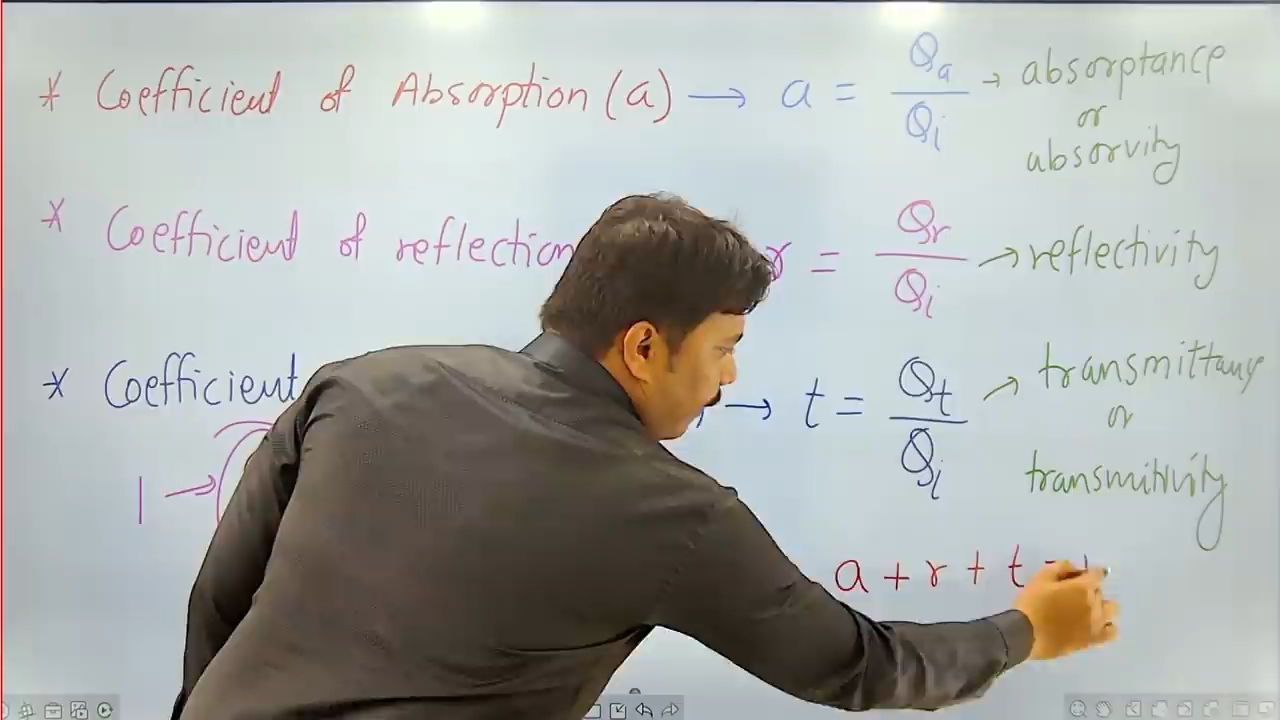 * Coefficient of Absorption (a) → a = Qa/Qi → absorptance
or
absorvity
* Coefficient of reflection r = Qr/Qi → reflectivity
* Coefficient → t = Qt/Qi → transmittance
or
transmitivity
1 →
a + r + t =